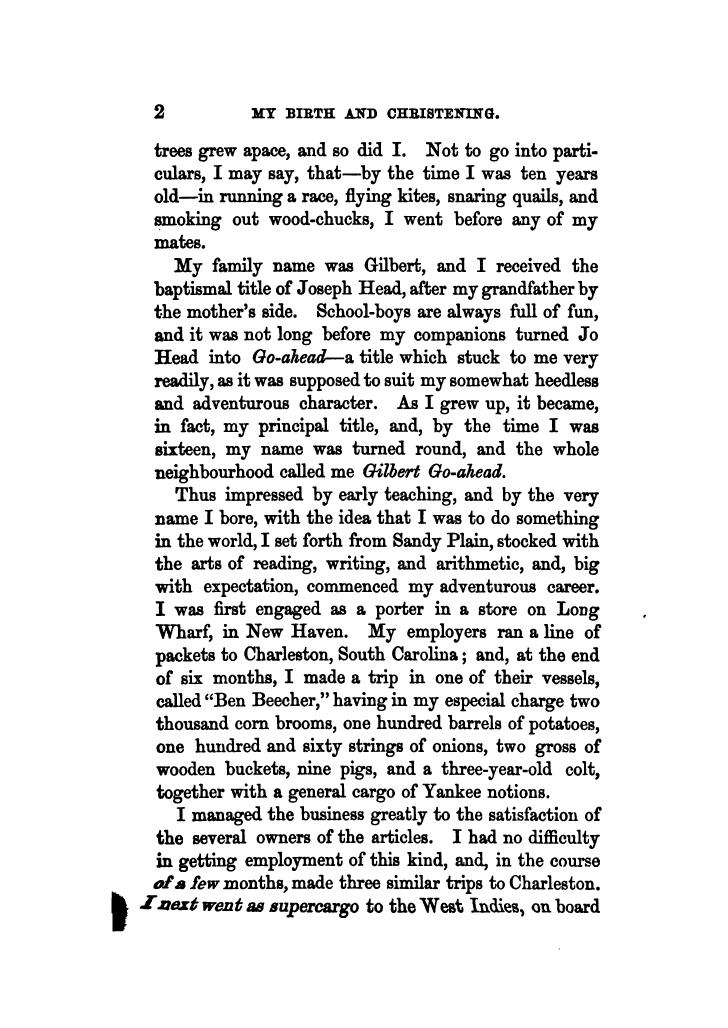 2 MY BIRTH AND CHRISTENING.
trees grew apace, and so did I. Not to go into parti-
culars, I may say, that—by the time I was ten years
old—in running a race, flying kites, snaring quails, and
smoking out wood-chucks, I went before any of my
mates.
My family name was Gilbert, and I received the
baptismal title of Joseph Head, after my grandfather by
the mother's side. School-boys are always full of fun,
and it was not long before my companions turned Jo
Head into Go-ahead—a title which stuck to me very
readily, as it was supposed to suit my somewhat heedless
and adventurous character. As I grew up, it became,
in fact, my principal title, and, by the time I was
sixteen, my name was turned round, and the whole
neighbourhood called me Gilbert Go-ahead.
Thus impressed by early teaching, and by the very
name I bore, with the idea that I was to do something
in the world, I set forth from Sandy Plain, stocked with
the arts of reading, writing, and arithmetic, and, big
with expectation, commenced my adventurous career.
I was first engaged as a porter in a store on Long
Wharf, in New Haven. My employers ran a line of
packets to Charleston, South Carolina; and, at the end
of six months, I made a trip in one of their vessels,
called "Ben Beecher," having in my especial charge two
thousand corn brooms, one hundred barrels of potatoes,
one hundred and sixty strings of onions, two gross of
wooden buckets, nine pigs, and a three-year-old colt,
together with a general cargo of Yankee notions.
I managed the business greatly to the satisfaction of
the several owners of the articles. I had no difficulty
in getting employment of this kind, and, in the course
of a few months, made three similar trips to Charleston.
I next went as supercargo to the West Indies, on board